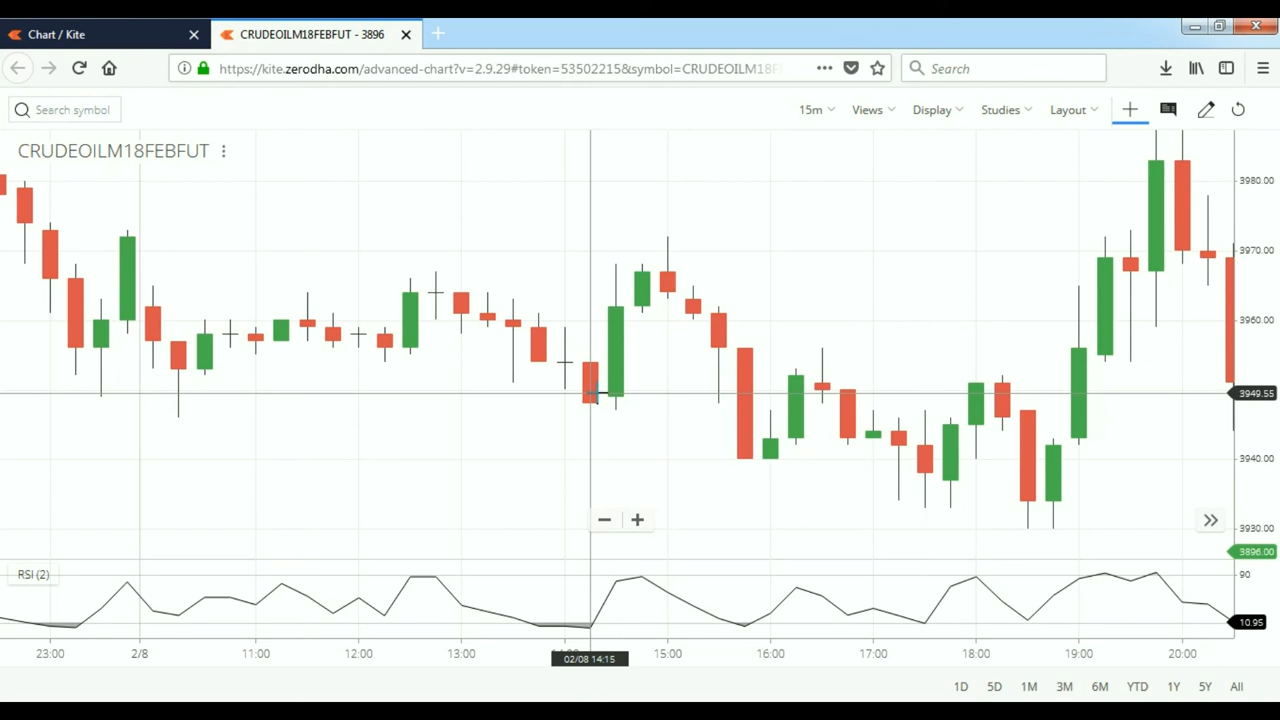 Chart / Kite
CRUDEOILM18FEBFUT - 3896
https://kite.zerodha.com/advanced-chart?v=2.9.29#token=53502215&symbol=CRUDEOILM18F
Search
Search symbol
15m
Views
Display
Studies
Layout
CRUDEOILM18FEBFUT
3980.00
3970.00
3960.00
3949.55
3940.00
3930.00
3896.00
RSI (2)
90
10.95
23:00
2/8
11:00
12:00
13:00
15:00
16:00
17:00
18:00
19:00
20:00
02/08 14:15
1D
5D
1M
3M
6M
YTD
1Y
5Y
All